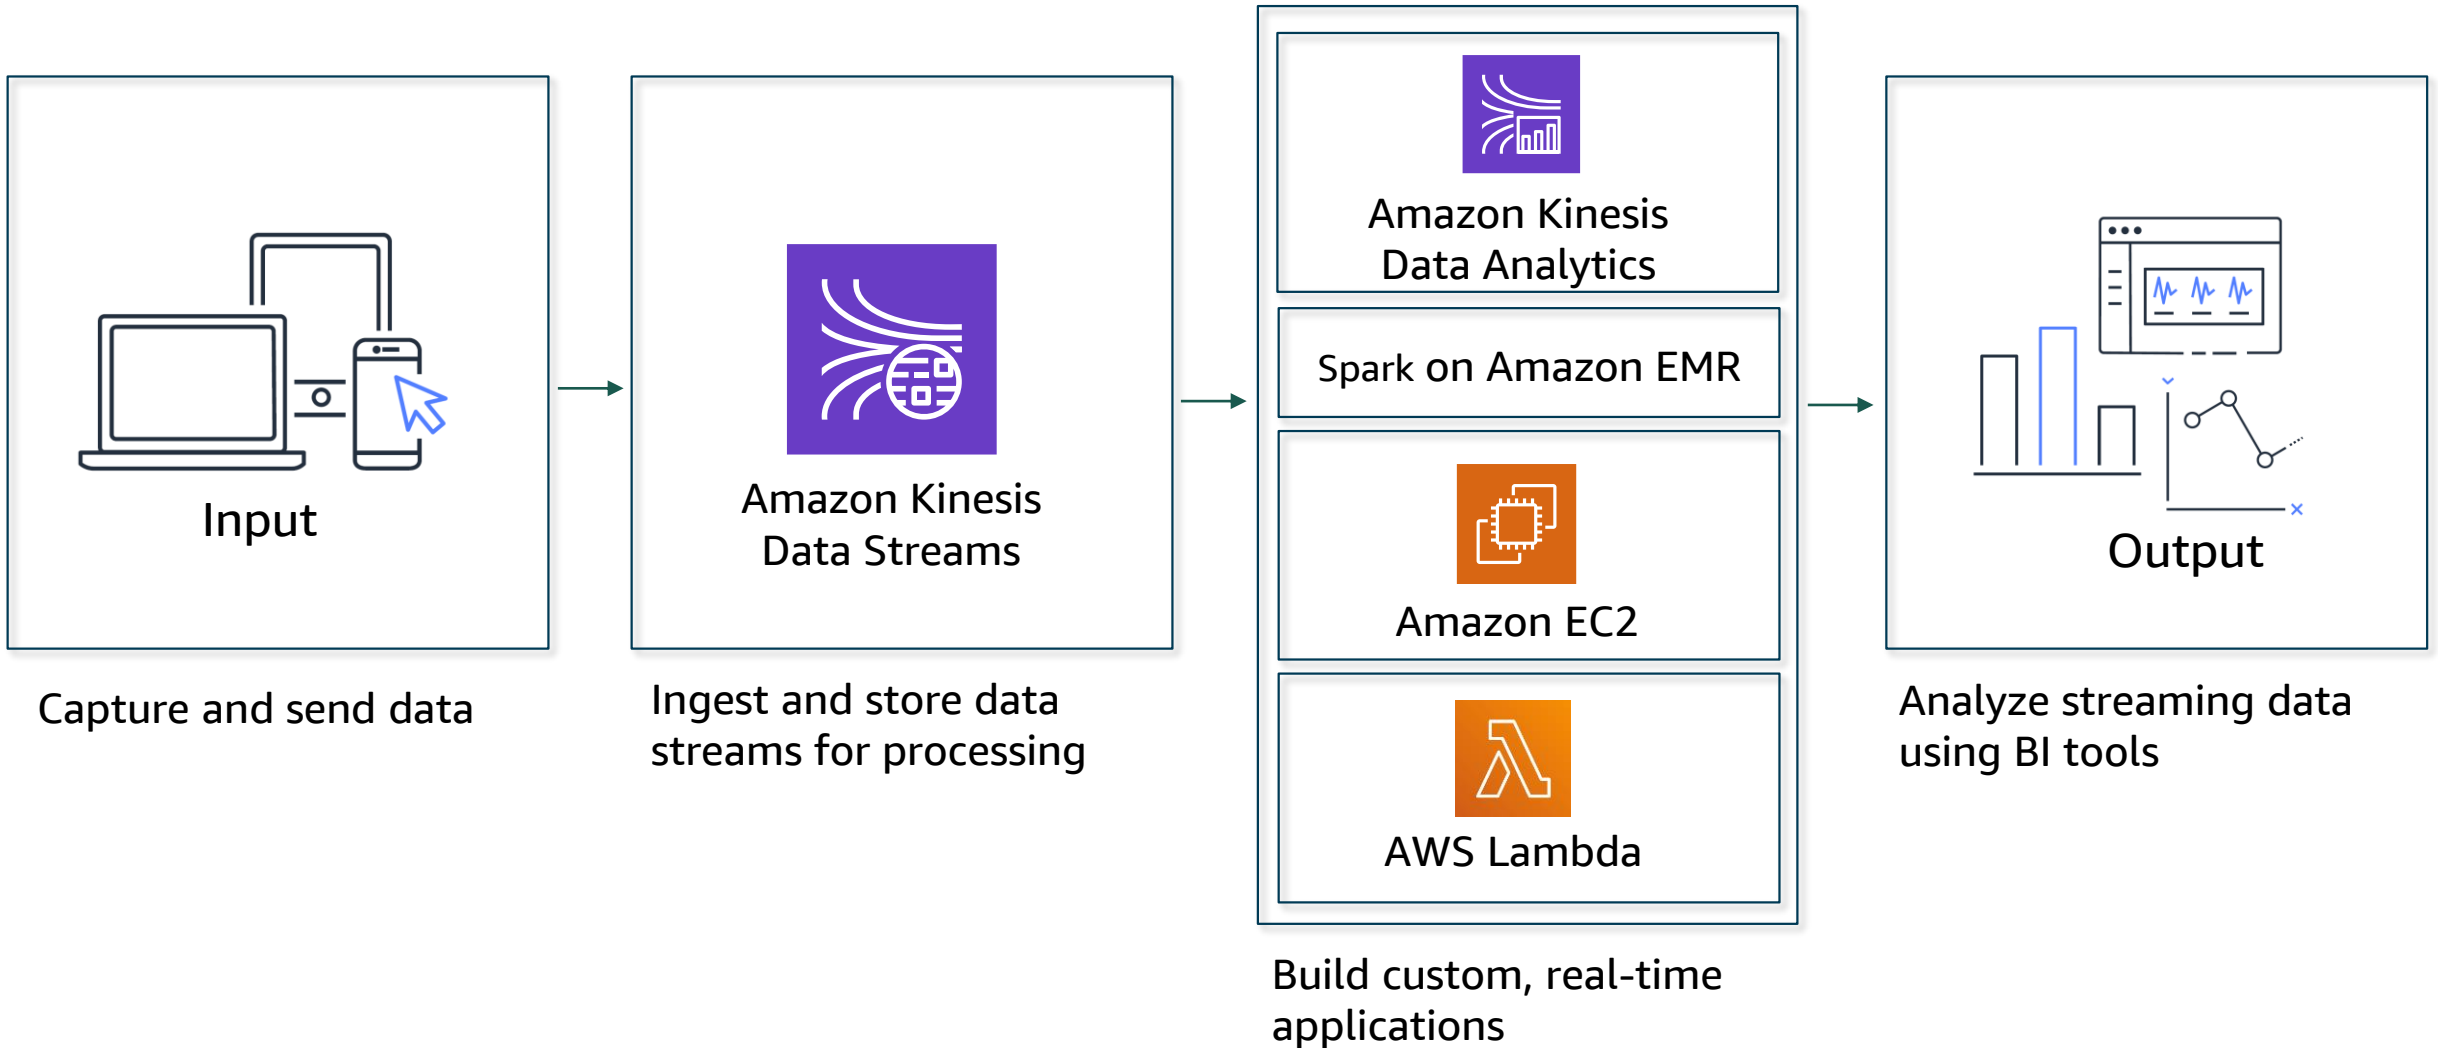 Input
Capture and send data
Amazon Kinesis
Data Streams
Ingest and store data
streams for processing
Amazon Kinesis
Data Analytics
Spark on Amazon EMR
Amazon EC2
AWS Lambda
Build custom, real-time
applications
Output
Analyze streaming data
using BI tools